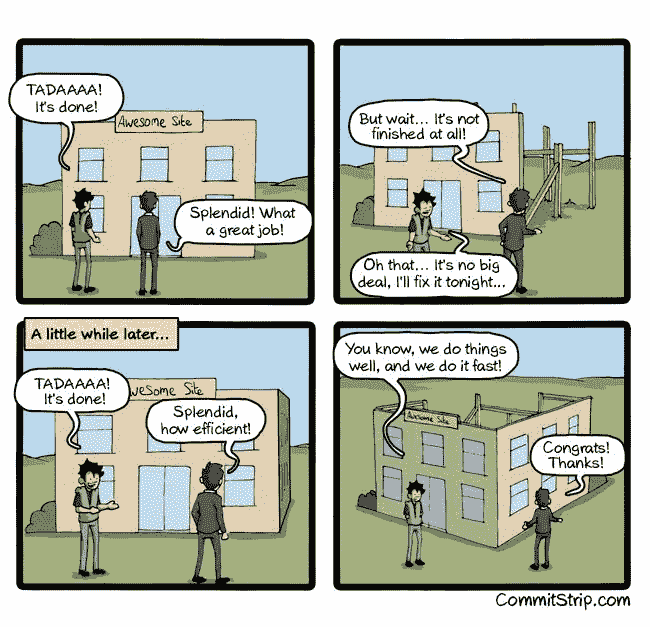 TADAAAA!
It's done!
Awesome Site
Splendid! What
a great job!
But wait... It's not
finished at all!
Oh that... It's no big
deal, I'll fix it tonight...
A little while later...
TADAAAA!
It's done!
wesome Site
Splendid,
how efficient!
You know, we do things
well, and we do it fast!
Awesome Site
Congrats!
Thanks!
CommitStrip.com